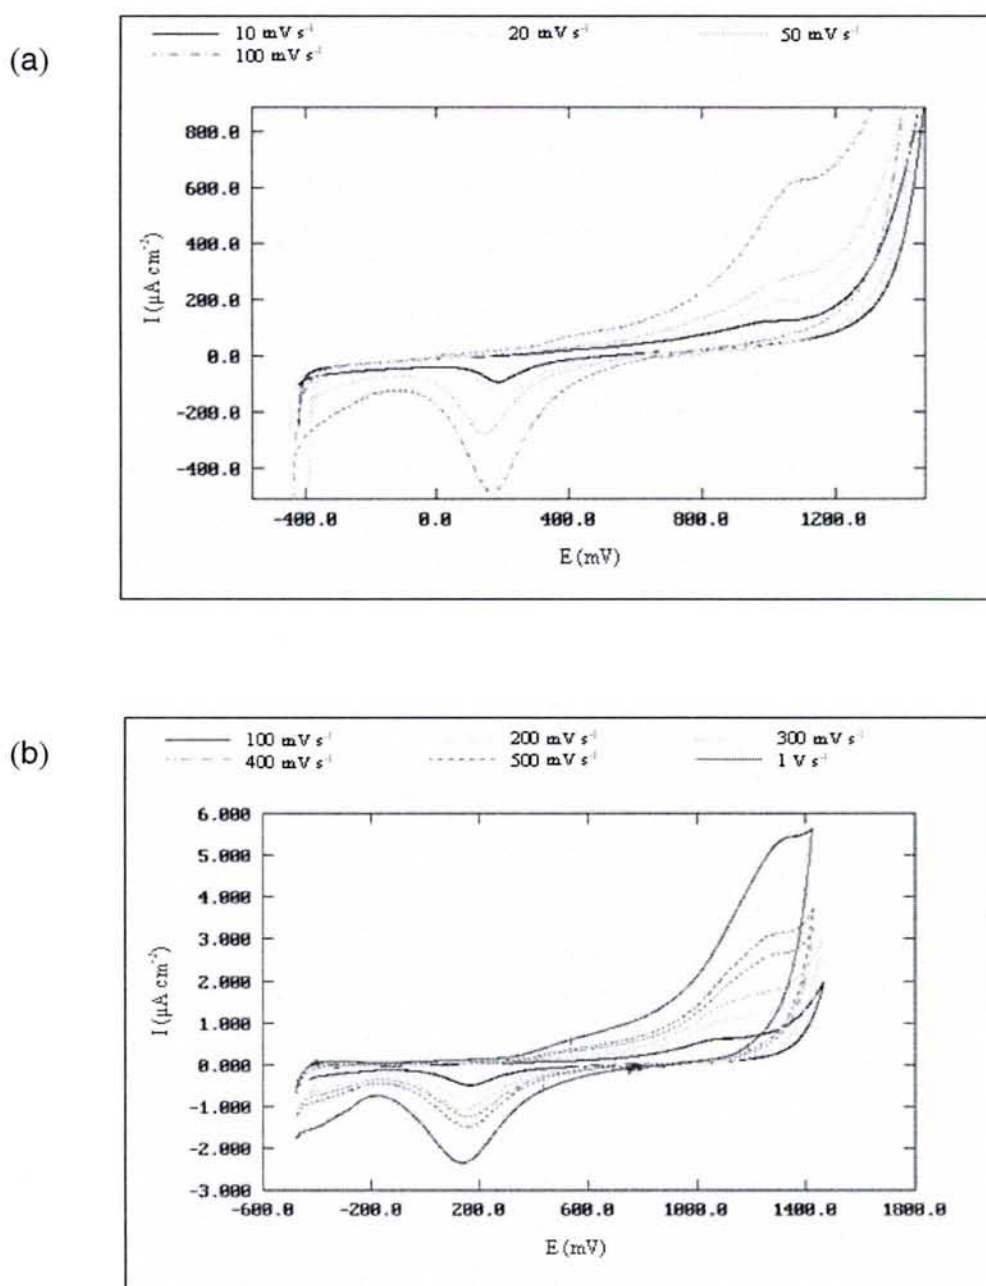 (a)
10 mV s⁻¹ 20 mV s⁻¹ 50 mV s⁻¹
100 mV s⁻¹
800.0
600.0
400.0
200.0
0.0
-200.0
-400.0
I (µA cm⁻²)
-400.0 0.0 400.0 800.0 1200.0
E (mV)
(b)
100 mV s⁻¹ 200 mV s⁻¹ 300 mV s⁻¹
400 mV s⁻¹ 500 mV s⁻¹ 1 V s⁻¹
6.000
5.000
4.000
3.000
2.000
1.000
0.000
-1.000
-2.000
-3.000
I (µA cm⁻²)
-600.0 -200.0 200.0 600.0 1000.0 1400.0 1800.0
E (mV)